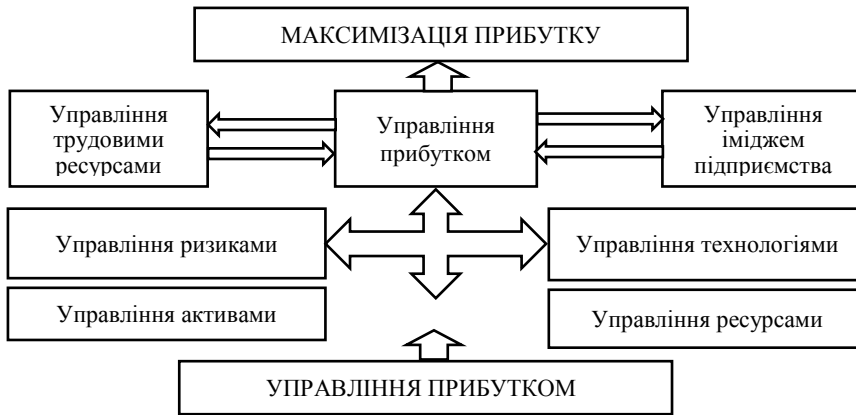 МАКСИМІЗАЦІЯ ПРИБУТКУ
Управління
трудовими
ресурсами
Управління
прибутком
Управління
іміджем
підприємства
Управління ризиками
Управління технологіями
Управління активами
Управління ресурсами
УПРАВЛІННЯ ПРИБУТКОМ